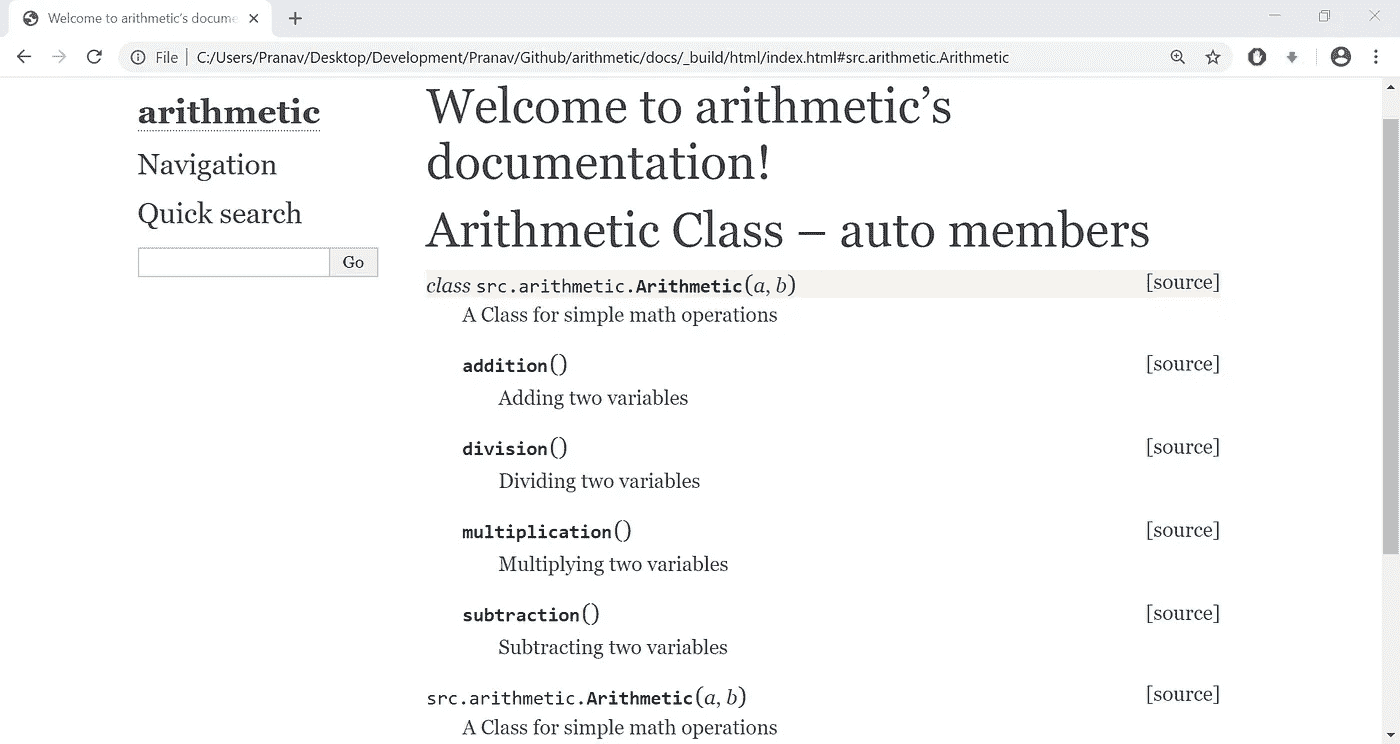 Welcome to arithmetic's docume
File
C:/Users/Pranav/Desktop/Development/Pranav/Github/arithmetic/docs/_build/html/index.html#src.arithmetic.Arithmetic
arithmetic
Navigation
Quick search
Go
Welcome to arithmetic’s
documentation!
Arithmetic Class – auto members
class src.arithmetic.Arithmetic(a, b) [source]
A Class for simple math operations
addition() [source]
Adding two variables
division() [source]
Dividing two variables
multiplication() [source]
Multiplying two variables
subtraction() [source]
Subtracting two variables
src.arithmetic.Arithmetic(a, b) [source]
A Class for simple math operations